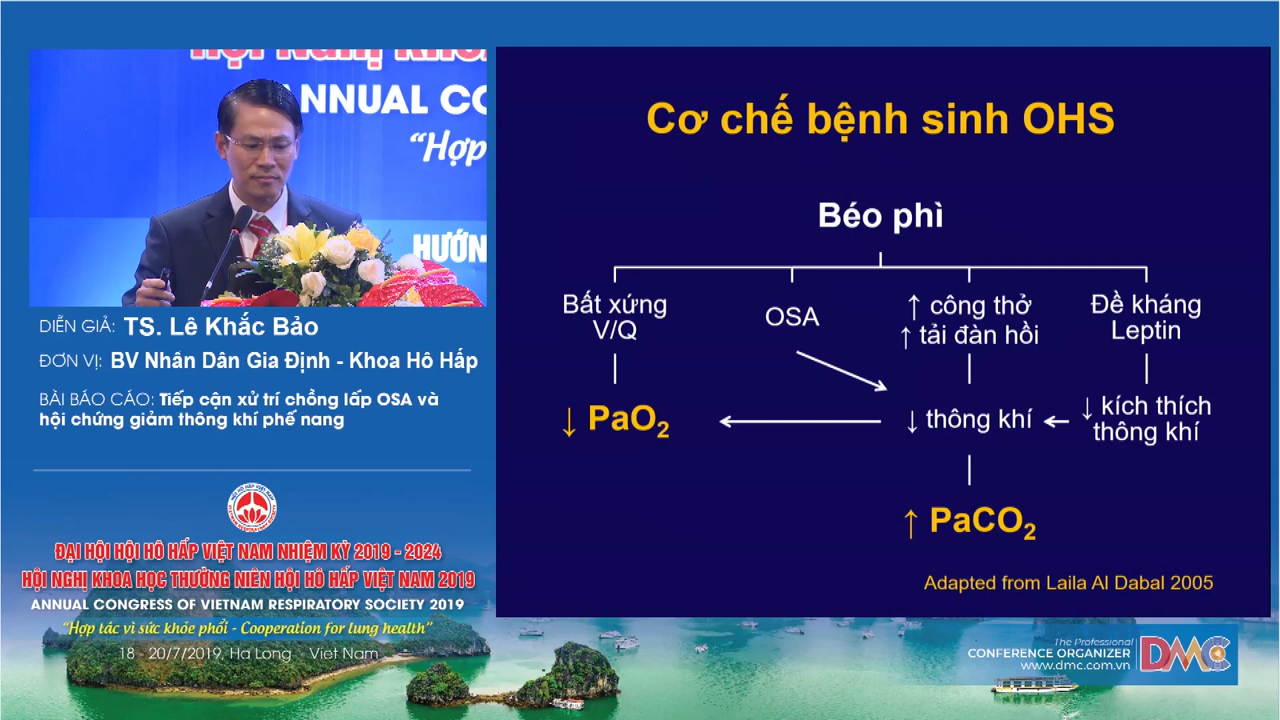 Hội Nghị Khoa
ANNUAL CO
“Hợp
HƯỚN
DIỄN GIẢ: TS. Lê Khắc Bảo
ĐƠN VỊ: BV Nhân Dân Gia Định - Khoa Hô Hấp
BÀI BÁO CÁO: Tiếp cận xử trí chồng lấp OSA và
hội chứng giảm thông khí phế nang
ĐẠI HỘI HỘI HÔ HẤP VIỆT NAM NHIỆM KỲ 2019 - 2024
HỘI NGHỊ KHOA HỌC THƯỜNG NIÊN HỘI HÔ HẤP VIỆT NAM 2019
ANNUAL CONGRESS OF VIETNAM RESPIRATORY SOCIETY 2019
“Hợp tác vì sức khỏe phổi - Cooperation for lung health”
18 - 20/7/2019, Ha Long Viet Nam
Cơ chế bệnh sinh OHS
Béo phì
Bất xứng
V/Q
OSA
↑ công thở
↑ tải đàn hồi
Đề kháng
Leptin
↓ PaO₂
↓ thông khí
↓ kích thích
thông khí
↑ PaCO₂
Adapted from Laila Al Dabal 2005
The Professional
CONFERENCE ORGANIZER
www.dmc.com.vn
DMC